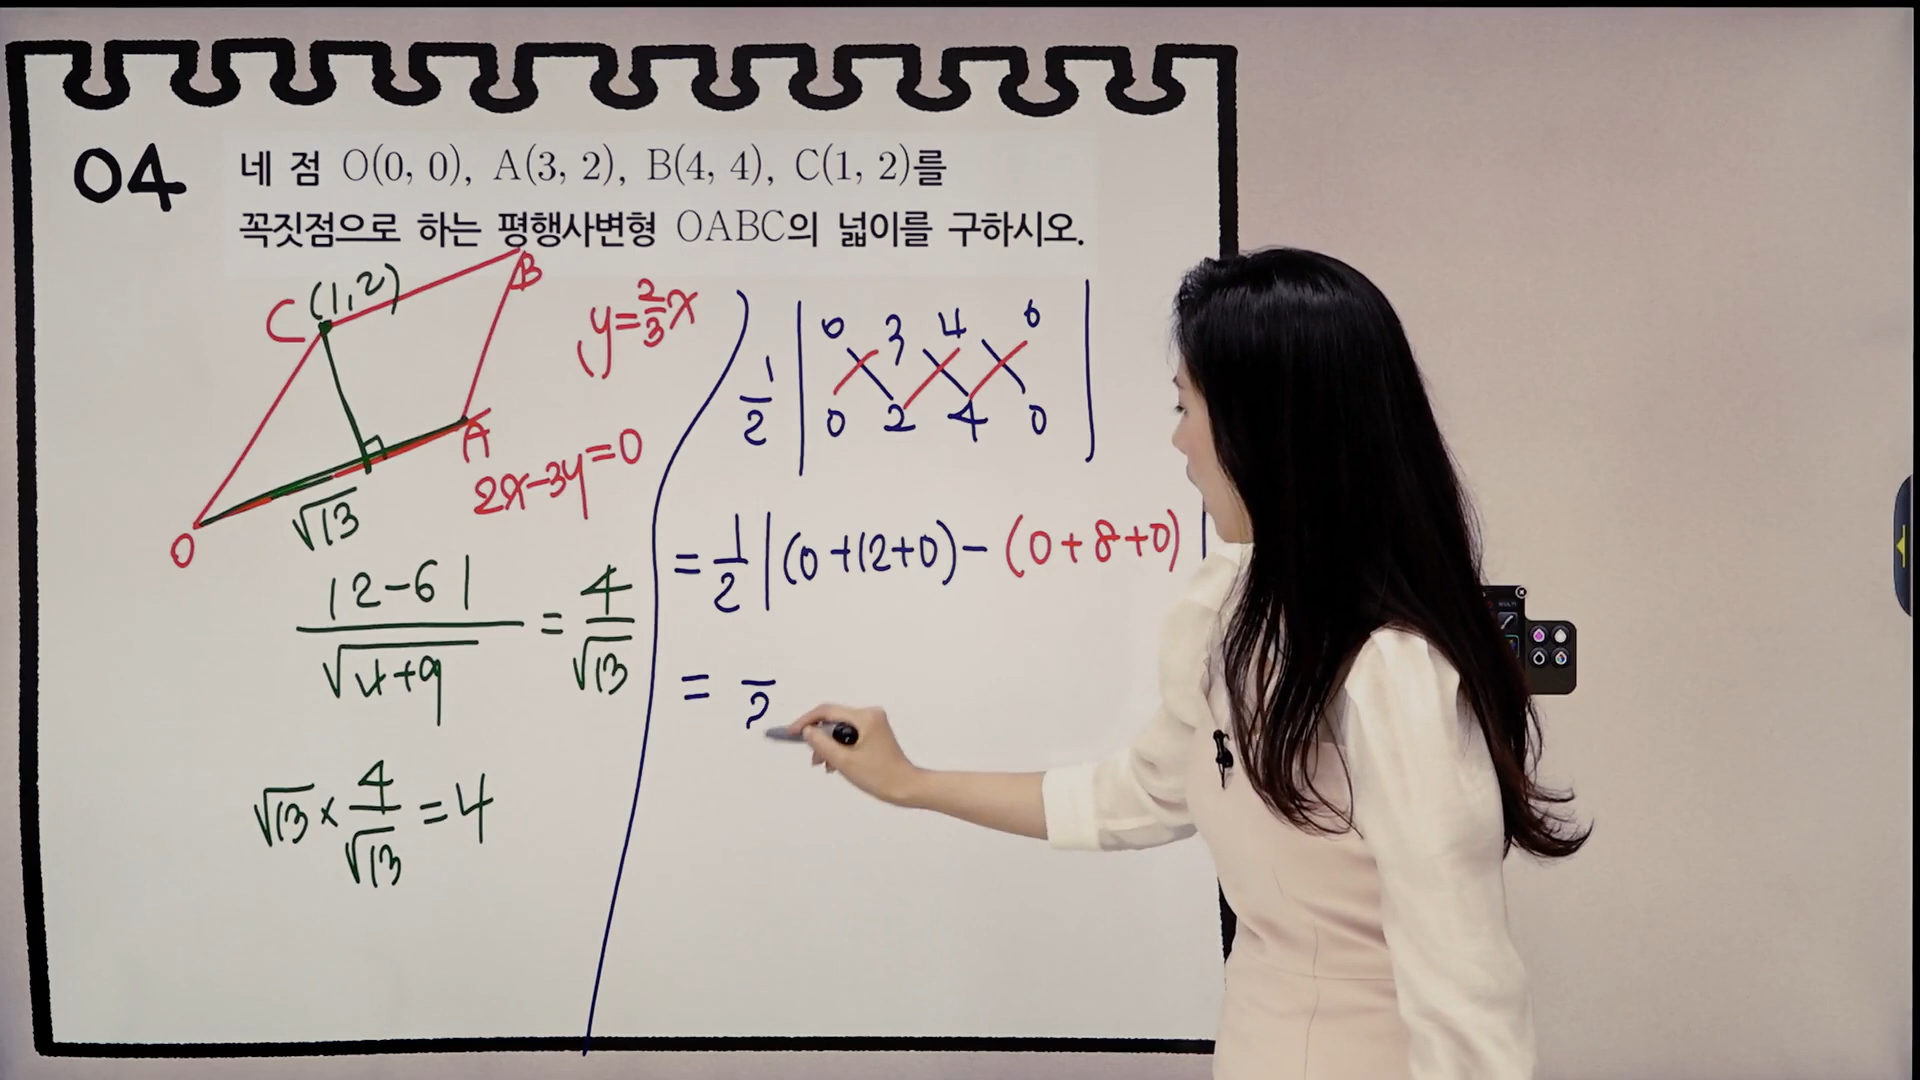 04
네 점 O(0, 0), A(3, 2), B(4, 4), C(1, 2)를
꼭짓점으로 하는 평행사변형 OABC의 넓이를 구하시오.
C(1,2)
B
A
O
√13
y=2/3x
2x-3y=0
|2-6|/√4+9 = 4/√13
√13 × 4/√13 = 4
1/2 | 0 3 4 0
0 2 4 0 |
= 1/2 |(0+12+0)-(0+8+0)|
= /2